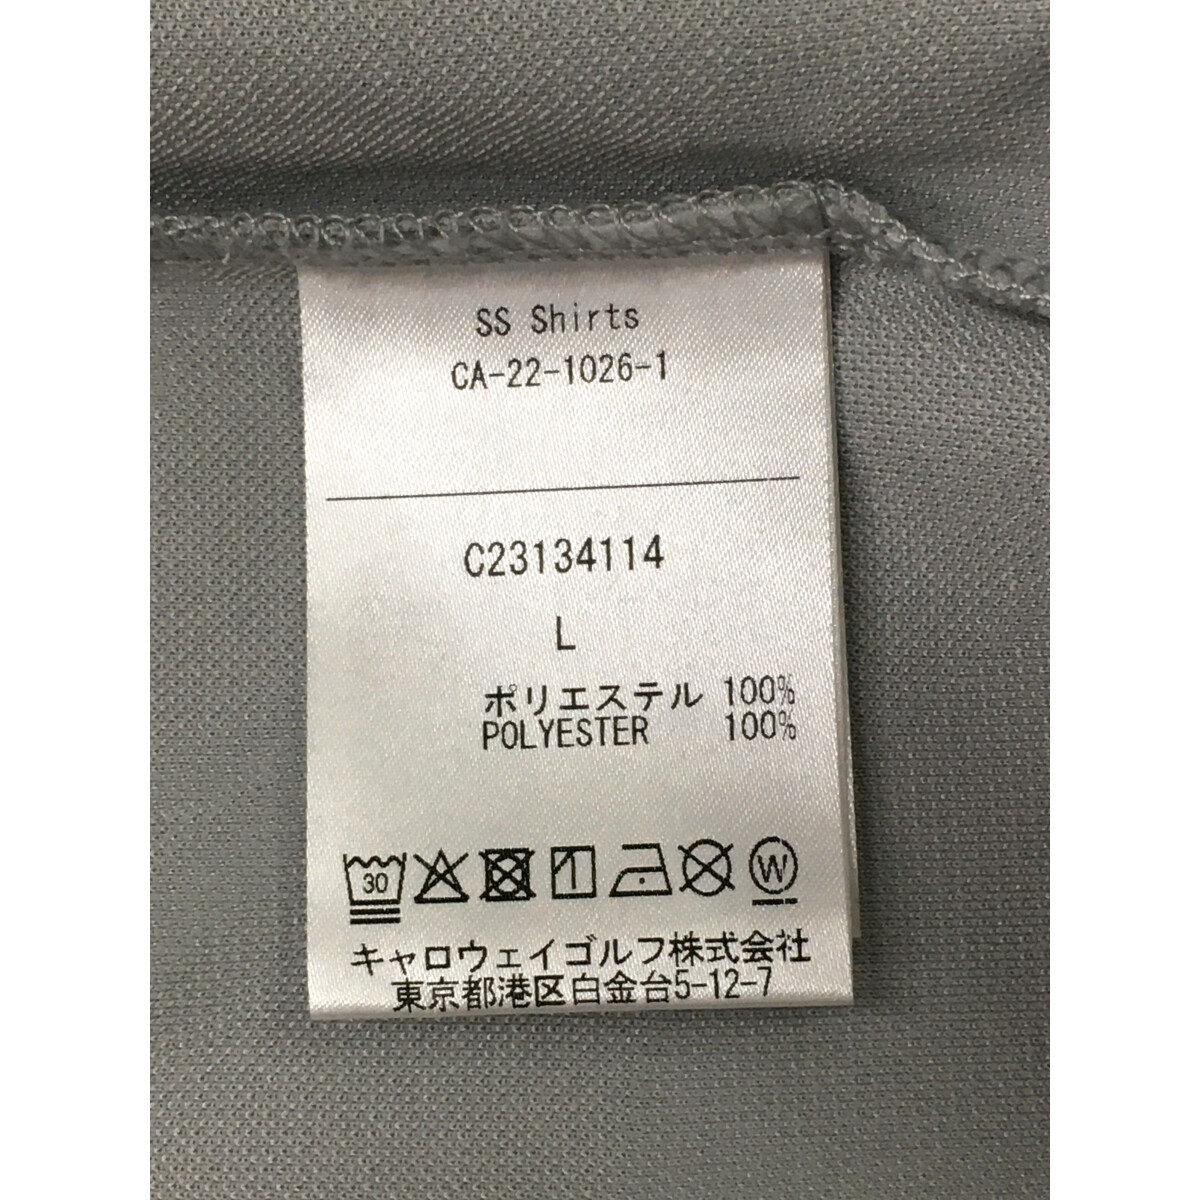 SS Shirts
CA-22-1026-1
C23134114
L
ポリエステル 100%
POLYESTER 100%
30 W
キャロウェイゴルフ株式会社
東京都港区白金台5-12-7